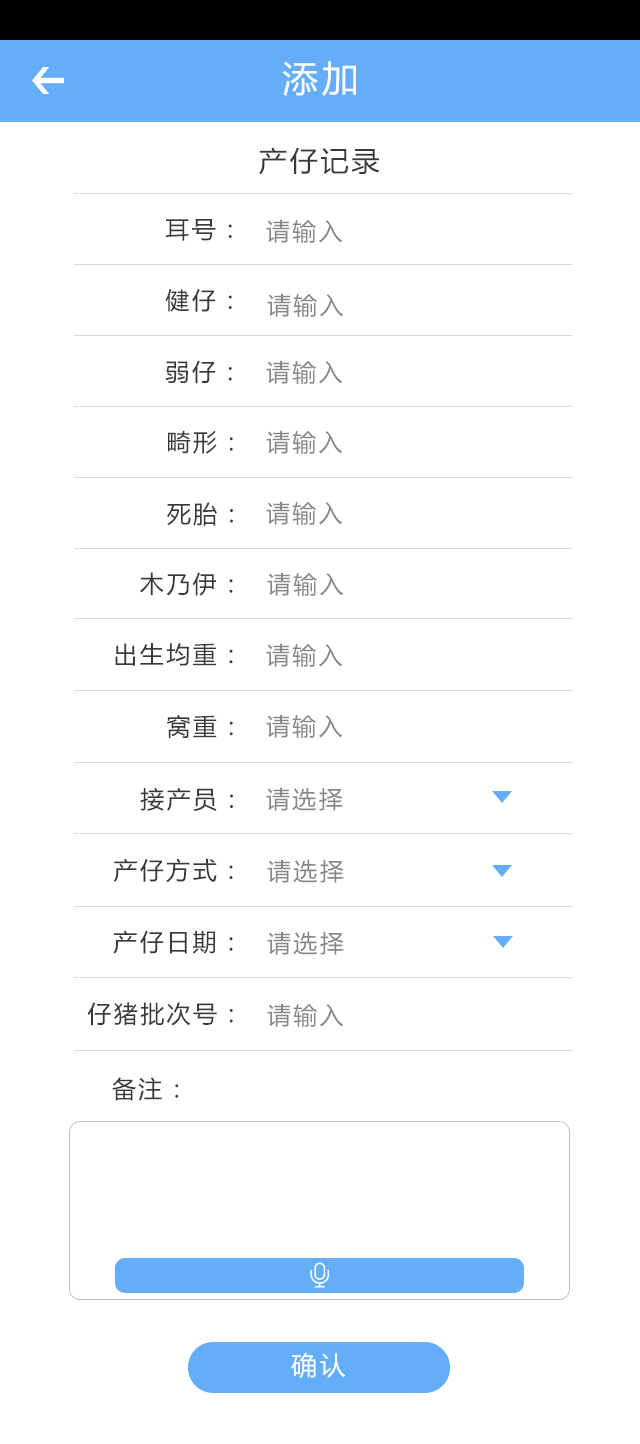 添加
产仔记录
耳号： 请输入
健仔： 请输入
弱仔： 请输入
畸形： 请输入
死胎： 请输入
木乃伊： 请输入
出生均重： 请输入
窝重： 请输入
接产员： 请选择
产仔方式： 请选择
产仔日期： 请选择
仔猪批次号： 请输入
备注：
确认